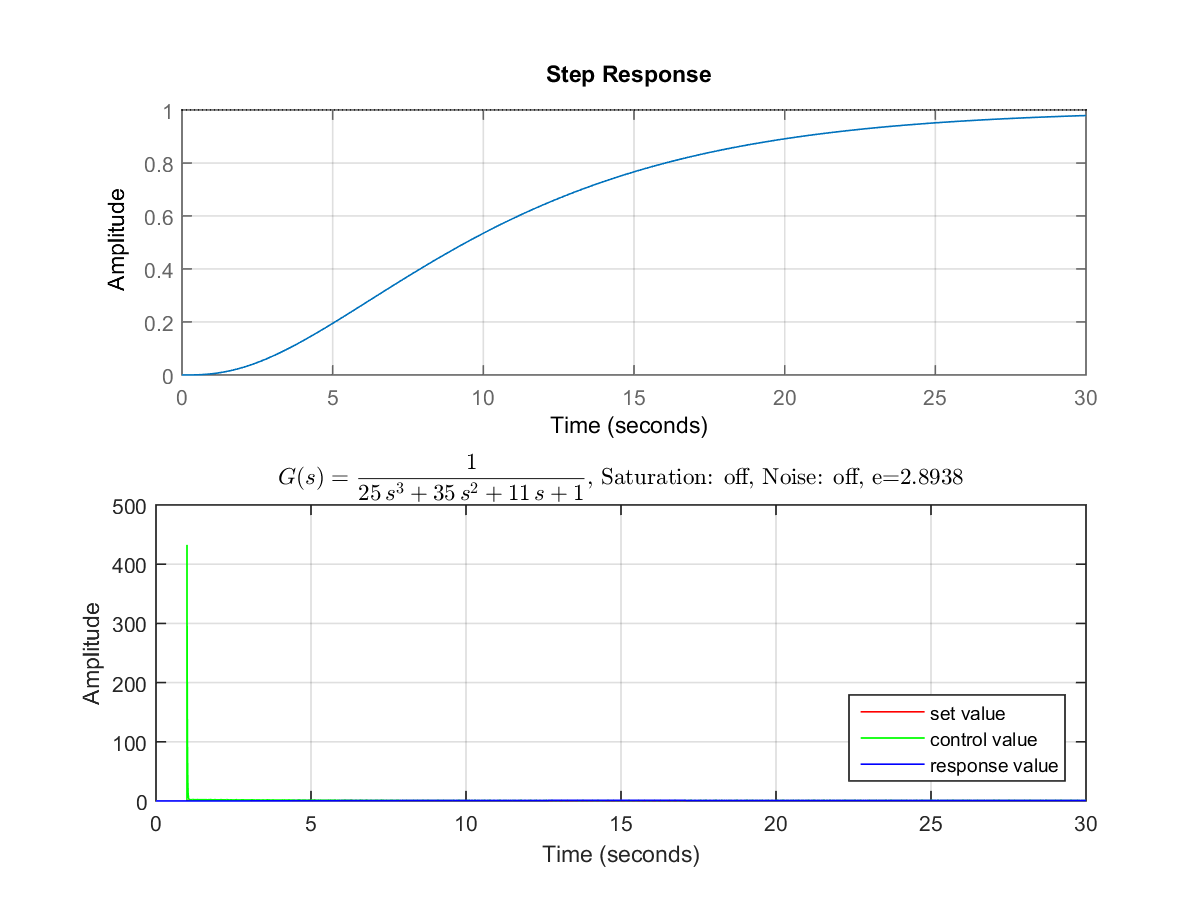 Step Response
Amplitude
1
0.8
0.6
0.4
0.2
0
0 5 10 15 20 25 30
Time (seconds)
G(s) = 1 / (25 s³ + 35 s² + 11 s + 1), Saturation: off, Noise: off, e=2.8938
Amplitude
500
400
300
200
100
0
set value
control value
response value
0 5 10 15 20 25 30
Time (seconds)